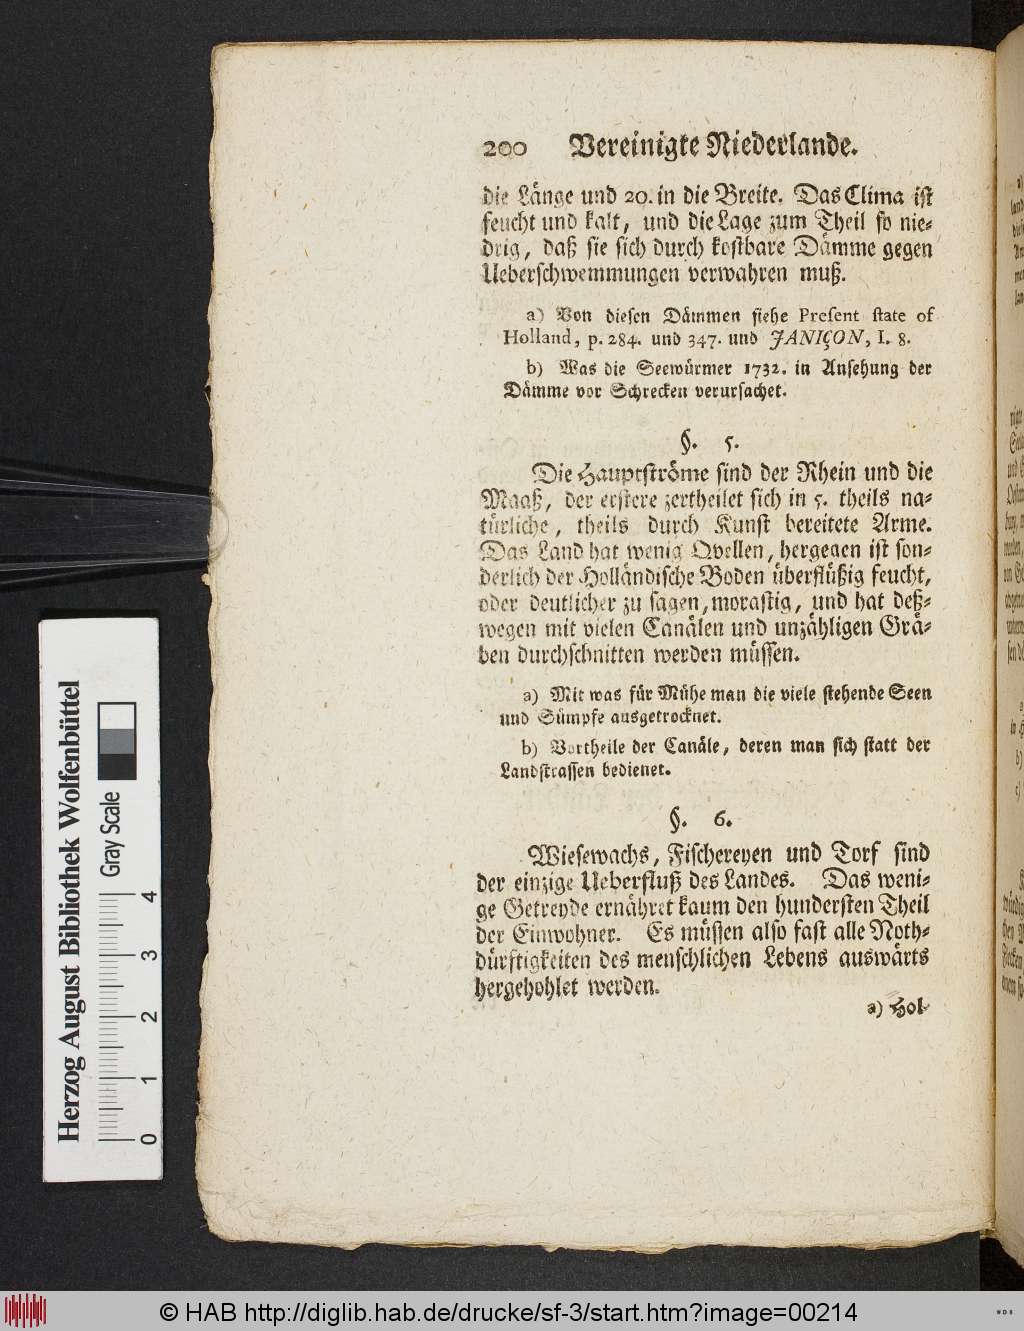 200 Vereinigte Niederlande.
die Länge und 20. in die Breite. Das Clima ist
feucht und kalt, und die Lage zum Theil so nie-
drig, daß sie sich durch kostbare Dämme gegen
Ueberschwemmungen verwahren muß.
a) Von diesen Dämmen siehe Present state of
Holland, p. 284. und 347. und JANIÇON, I. 8.
b) Was die Seewürmer 1732. in Ansehung der
Dämme vor Schrecken verursachet.
§. 5.
Die Hauptströme sind der Rhein und die
Maaß, der erstere zertheilet sich in 5. theils na-
türliche, theils durch Kunst bereitete Arme.
Das Land hat wenig Qvellen, hergegen ist son-
derlich der Holländische Boden überflüßig feucht,
oder deutlicher zu sagen, morastig, und hat deß-
wegen mit vielen Canälen und unzähligen Grä-
ben durchschnitten werden müssen.
a) Mit was für Mühe man die viele stehende Seen
und Sümpfe ausgetrocknet.
b) Vortheile der Canäle, deren man sich statt der
Landstrassen bedienet.
§. 6.
Wiesewachs, Fischereyen und Torf sind
der einzige Ueberfluß des Landes. Das weni-
ge Getreyde ernähret kaum den hundersten Theil
der Einwohner. Es müssen also fast alle Noth-
dürftigkeiten des menschlichen Lebens auswärts
hergehohlet werden.
a) Hol-
Herzog August Bibliothek Wolfenbüttel
Gray Scale
0 1 2 3 4
© HAB http://diglib.hab.de/drucke/sf-3/start.htm?image=00214